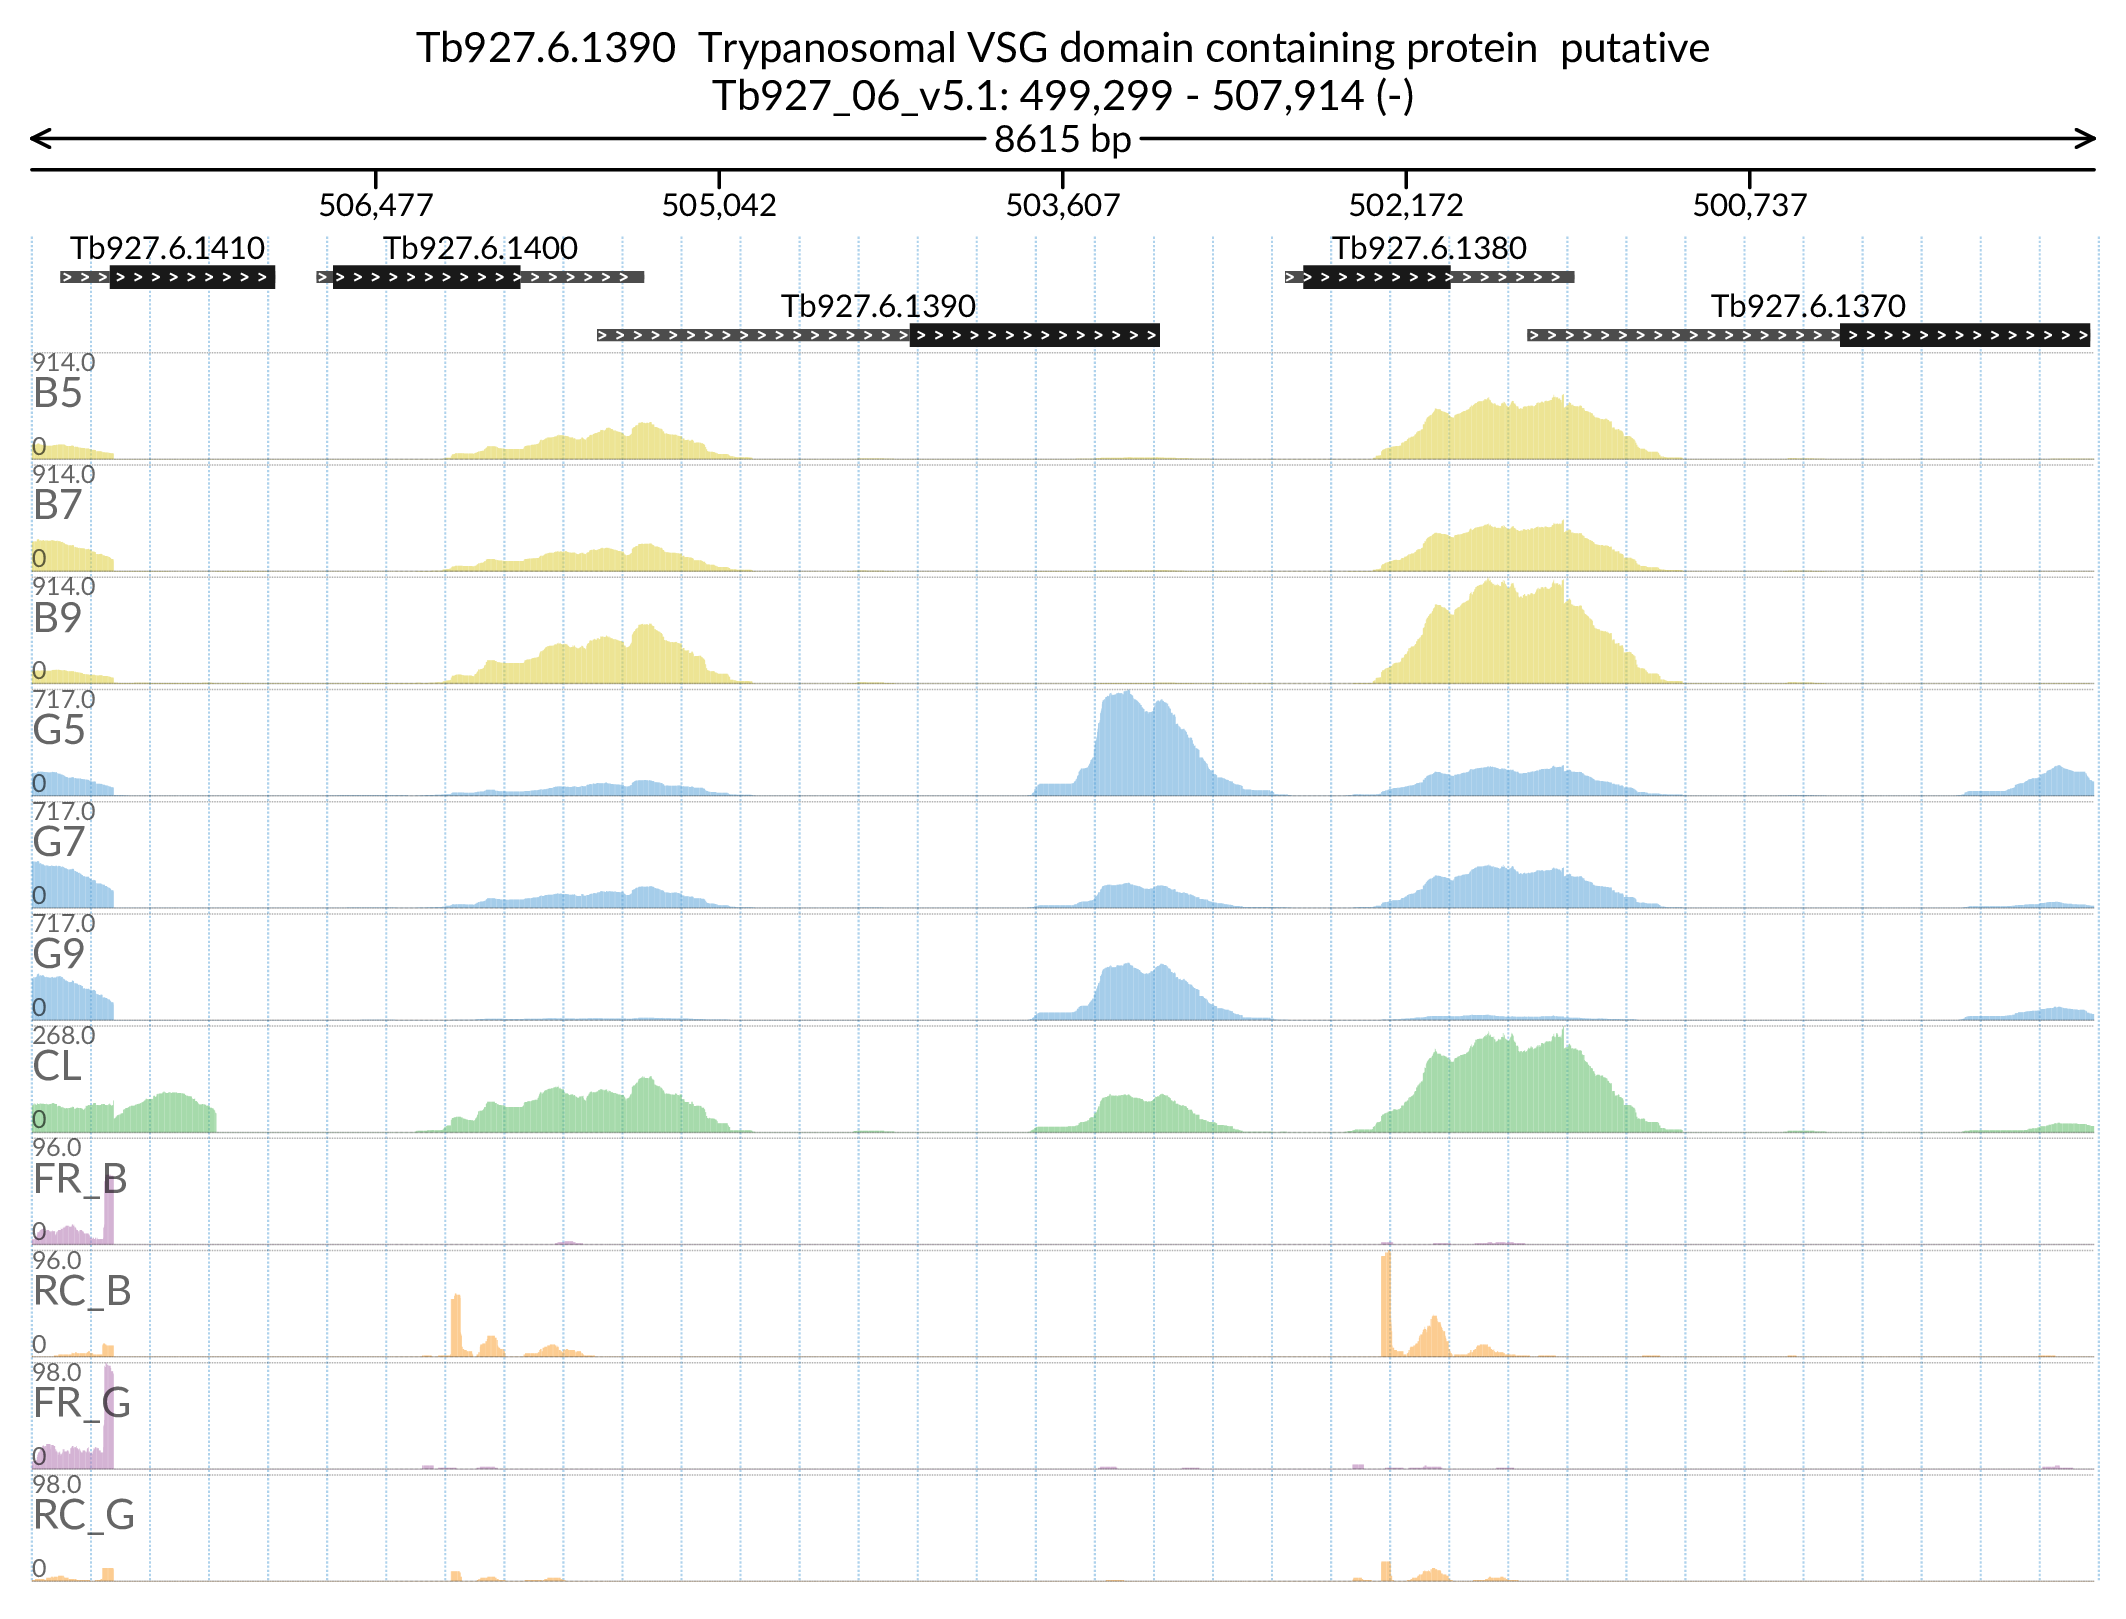 Tb927.6.1390  Trypanosomal VSG domain containing protein  putative
Tb927_06_v5.1: 499,299 - 507,914 (-)
8615 bp
506,477 505,042 503,607 502,172 500,737
Tb927.6.1410 Tb927.6.1400 Tb927.6.1380
Tb927.6.1390 Tb927.6.1370
914.0
B5
0
914.0
B7
0
914.0
B9
0
717.0
G5
0
717.0
G7
0
717.0
G9
0
268.0
CL
0
96.0
FR_B
0
96.0
RC_B
0
98.0
FR_G
0
98.0
RC_G
0